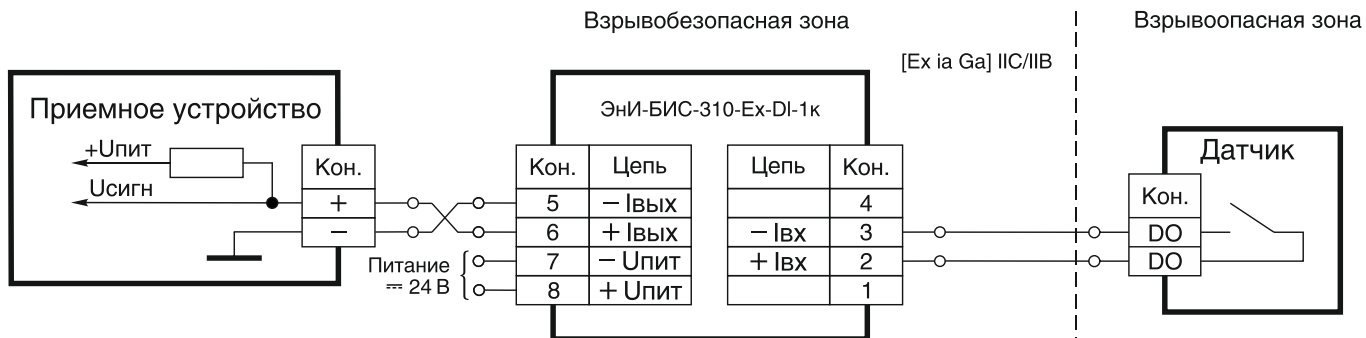 Взрывобезопасная зона
Взрывоопасная зона
[Ex ia Ga] IIC/IIB
Приемное устройство
+Uпит
Uсигн
Кон.
+
−
Питание
⎓ 24 В
ЭнИ-БИС-310-Ex-DI-1к
Кон. Цепь
5 − Iвых
6 + Iвых
7 − Uпит
8 + Uпит
Цепь Кон.
4
− Iвх 3
+ Iвх 2
1
Датчик
Кон.
DO
DO